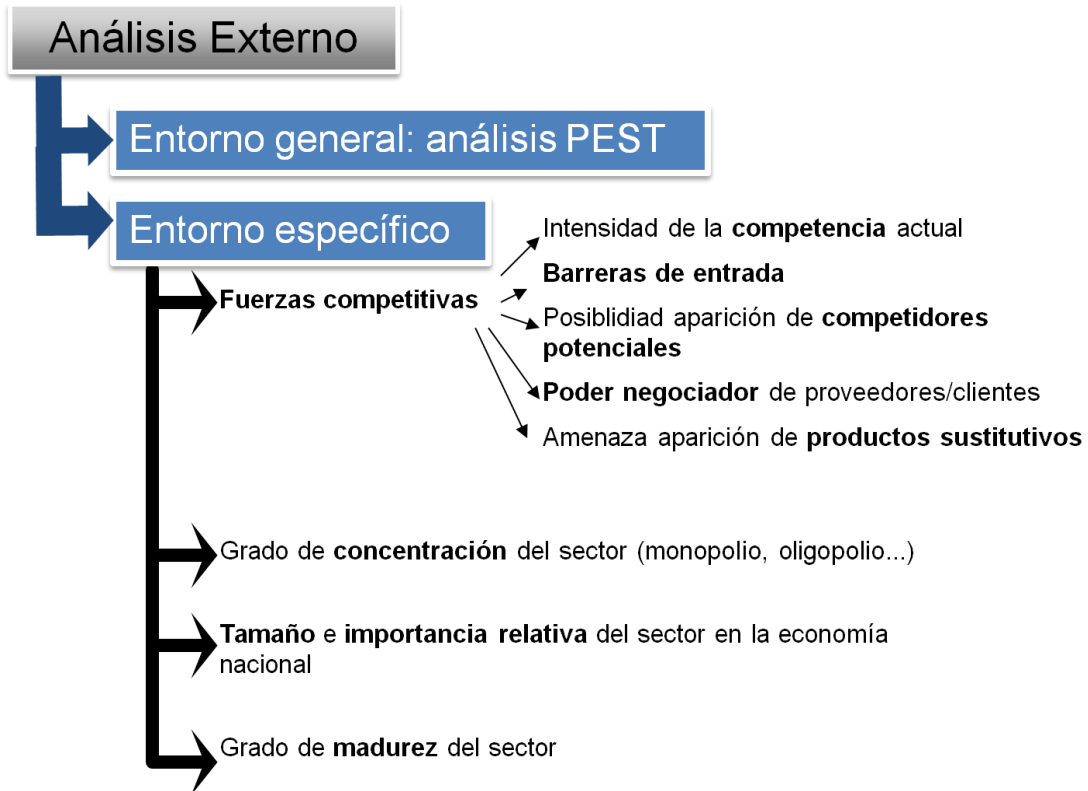 Análisis Externo
Entorno general: análisis PEST
Entorno específico
Fuerzas competitivas
Intensidad de la competencia actual
Barreras de entrada
Posiblidiad aparición de competidores
potenciales
Poder negociador de proveedores/clientes
Amenaza aparición de productos sustitutivos
Grado de concentración del sector (monopolio, oligopolio...)
Tamaño e importancia relativa del sector en la economía
nacional
Grado de madurez del sector